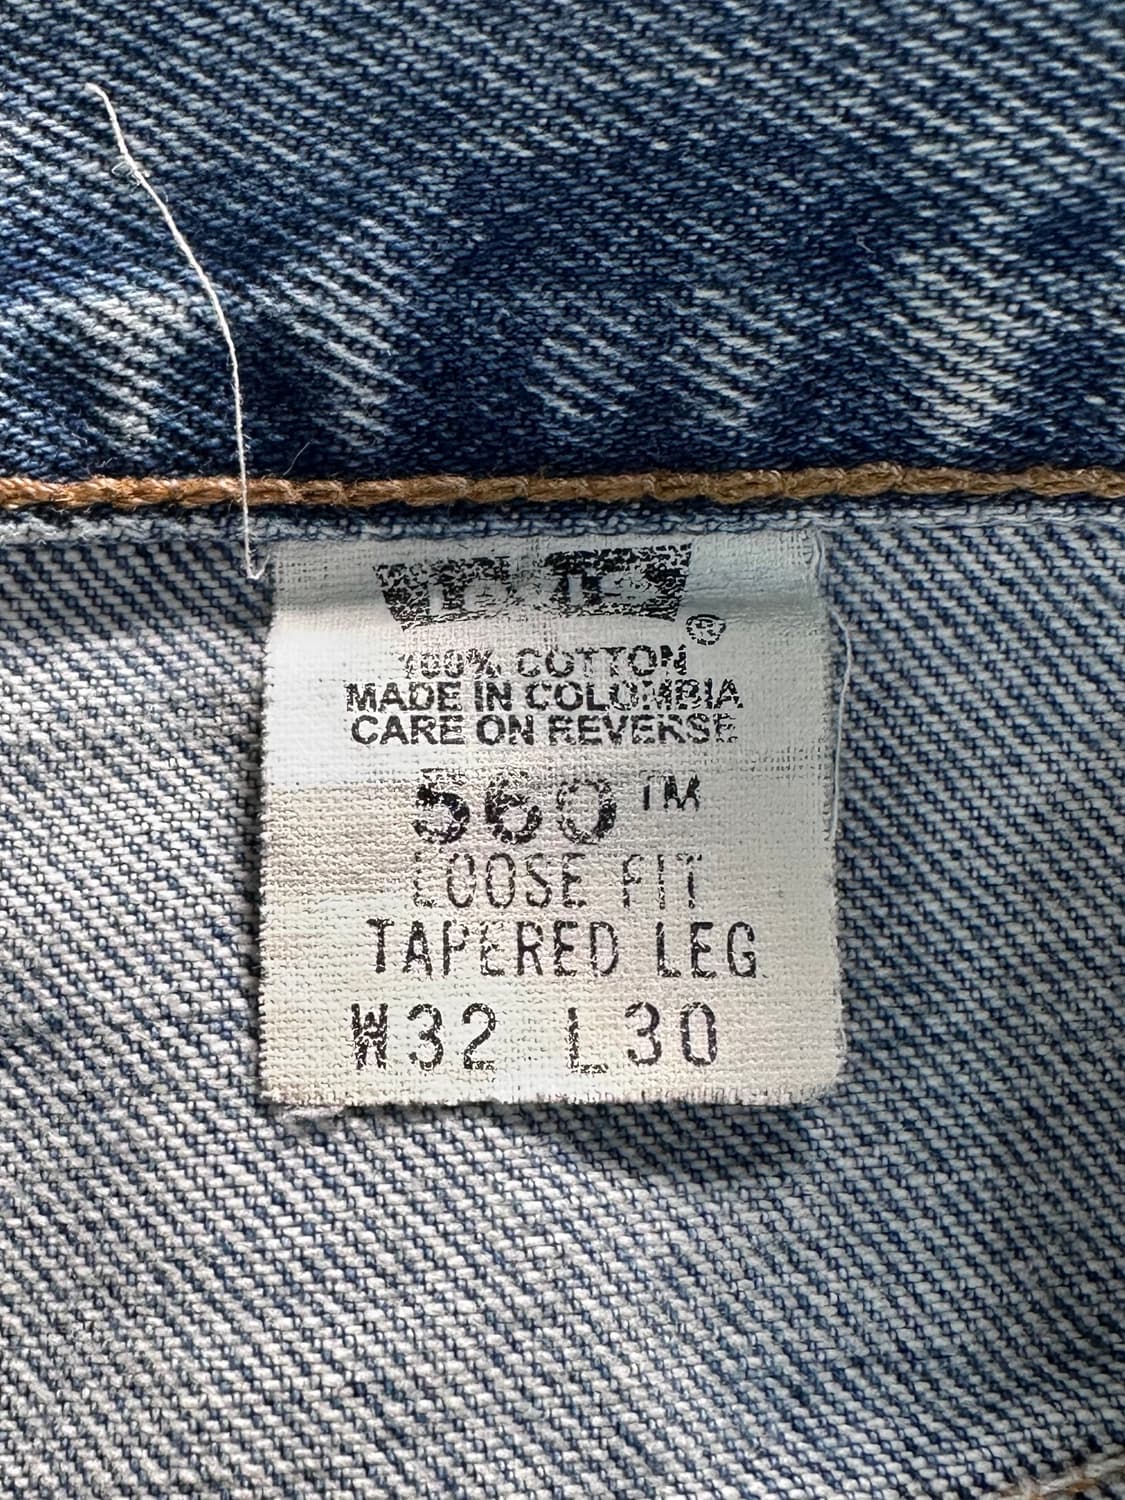 LEVI'S ®
100% COTTON
MADE IN COLOMBIA
CARE ON REVERSE
560™
LOOSE FIT
TAPERED LEG
W32 L30